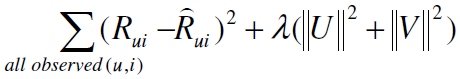 ∑(R_ui − R̂_ui)² + λ(‖U‖² + ‖V‖²)
all observed (u,i)